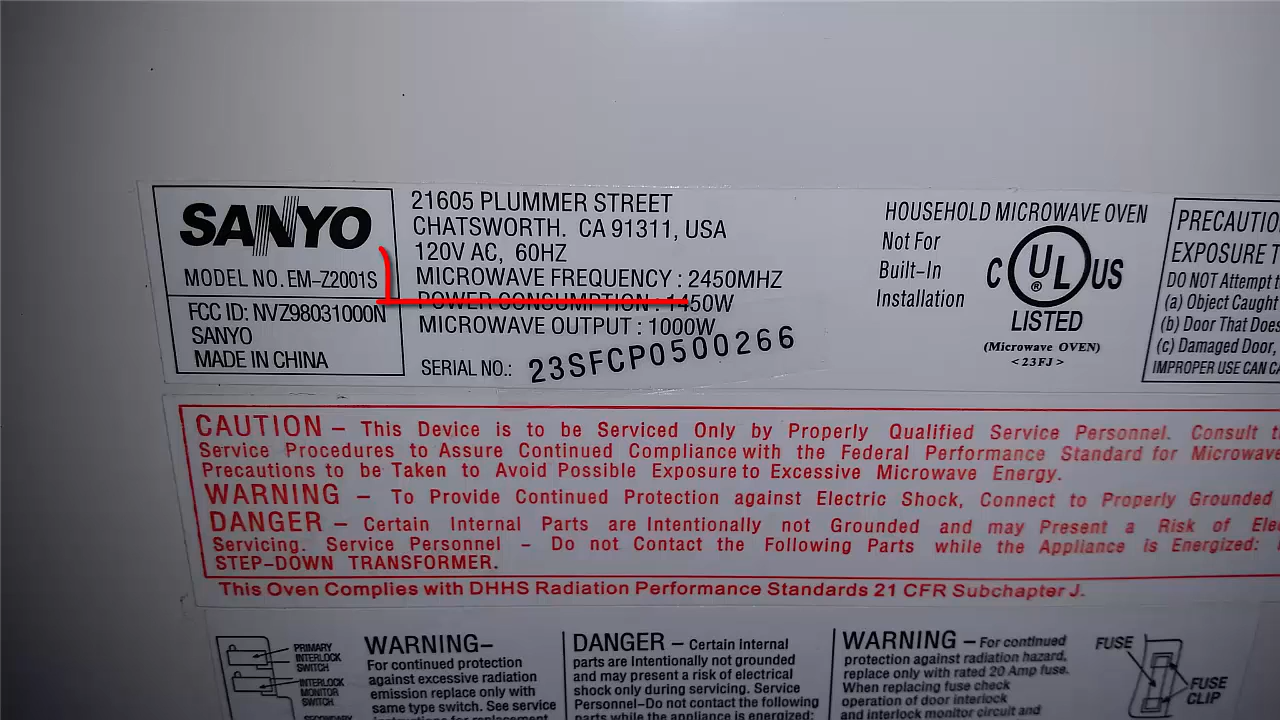 SANYO
MODEL NO. EM-Z2001S
FCC ID: NVZ98031000N
SANYO
MADE IN CHINA
21605 PLUMMER STREET
CHATSWORTH. CA 91311, USA
120V AC, 60HZ
MICROWAVE FREQUENCY : 2450MHZ
POWER CONSUMPTION : 1450W
MICROWAVE OUTPUT : 1000W
SERIAL NO.: 23SFCP0500266
HOUSEHOLD MICROWAVE OVEN
Not For
Built-In
Installation
C UL US
®
LISTED
(Microwave OVEN)
<23FJ>
PRECAUTIO
EXPOSURE T
DO NOT Attempt t
(a) Object Caught
(b) Door That Does
(c) Damaged Door,
IMPROPER USE CAN CA
CAUTION - This Device is to be Serviced Only by Properly Qualified Service Personnel. Consult t
Service Procedures to Assure Continued Compliance with the Federal Performance Standard for Microwave
Precautions to be Taken to Avoid Possible Exposure to Excessive Microwave Energy.
WARNING - To Provide Continued Protection against Electric Shock, Connect to Properly Grounded
DANGER - Certain Internal Parts are Intentionally not Grounded and may Present a Risk of Ele
Servicing. Service Personnel - Do not Contact the Following Parts while the Appliance is Energized:
STEP-DOWN TRANSFORMER.
This Oven Complies with DHHS Radiation Performance Standards 21 CFR Subchapter J.
PRIMARY
INTERLOCK
SWITCH
INTERLOCK
MONITOR
SWITCH
SECONDARY
WARNING-
For continued protection
against excessive radiation
emission replace only with
same type switch. See service
instructions for replacement
DANGER - Certain Internal
parts are Intentionally not grounded
and may present a risk of electrical
shock only during servicing. Service
Personnel-Do not contact the following
parts while the appliance is energized:
WARNING - For continued
protection against radiation hazard,
replace only with rated 20 Amp fuse.
When replacing fuse check
operation of door interlock
and interlock monitor circuit and
FUSE
FUSE
CLIP